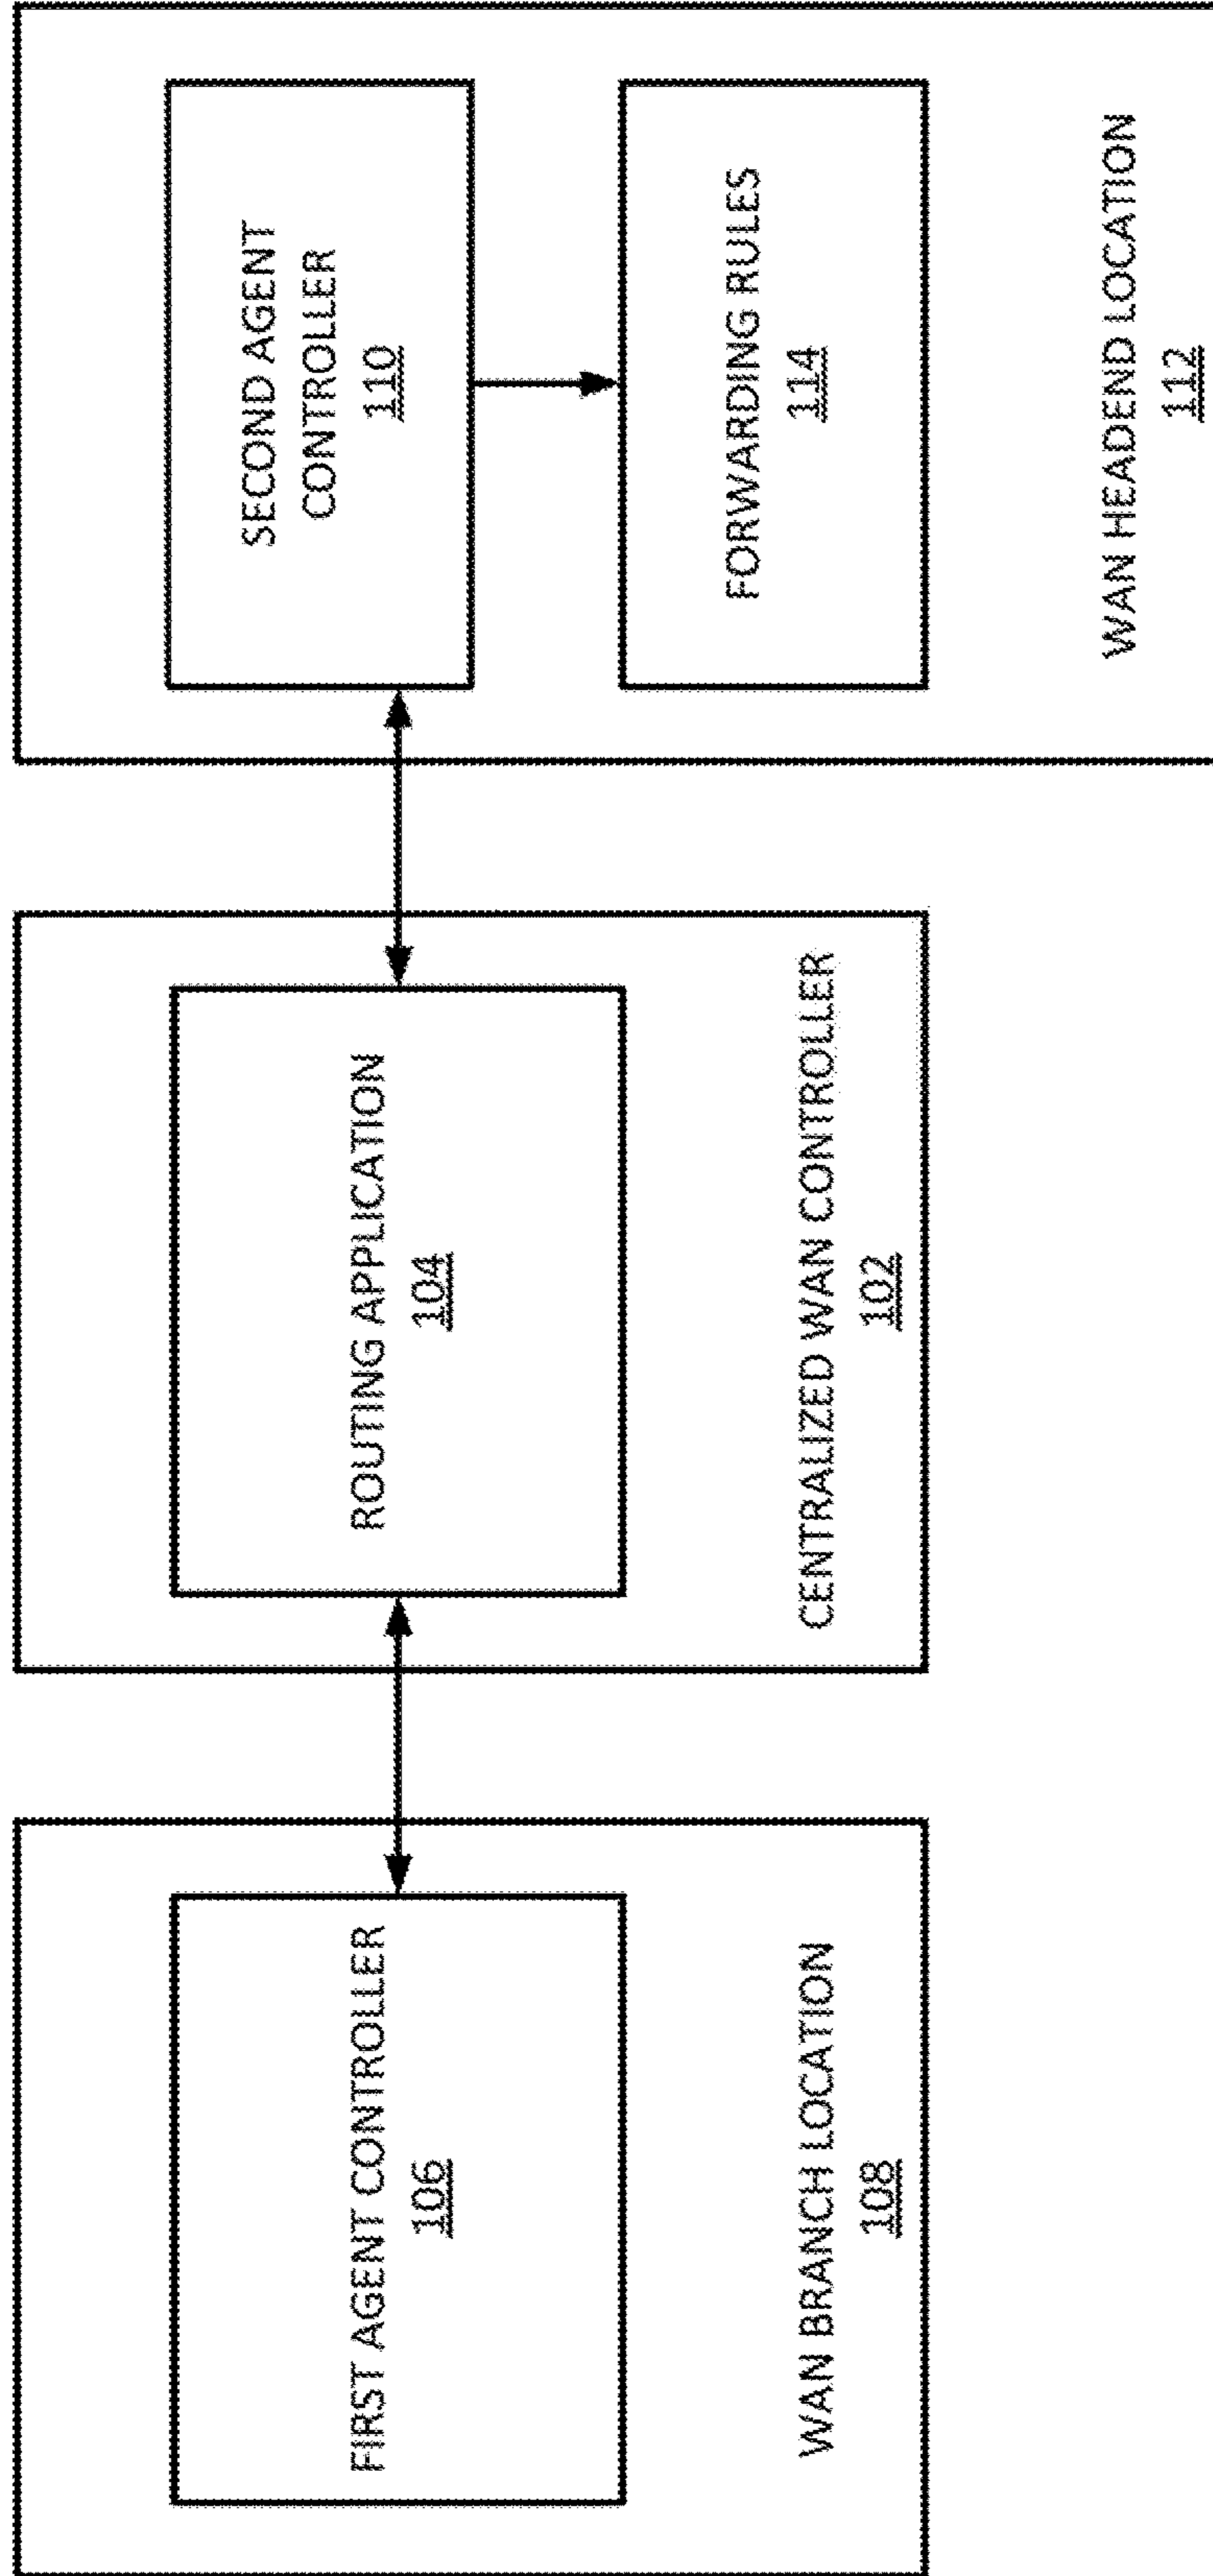 FIRST AGENT CONTROLLER
106
WAN BRANCH LOCATION
108
ROUTING APPLICATION
104
CENTRALIZED WAN CONTROLLER
102
SECOND AGENT
CONTROLLER
110
FORWARDING RULES
114
WAN HEADEND LOCATION
112